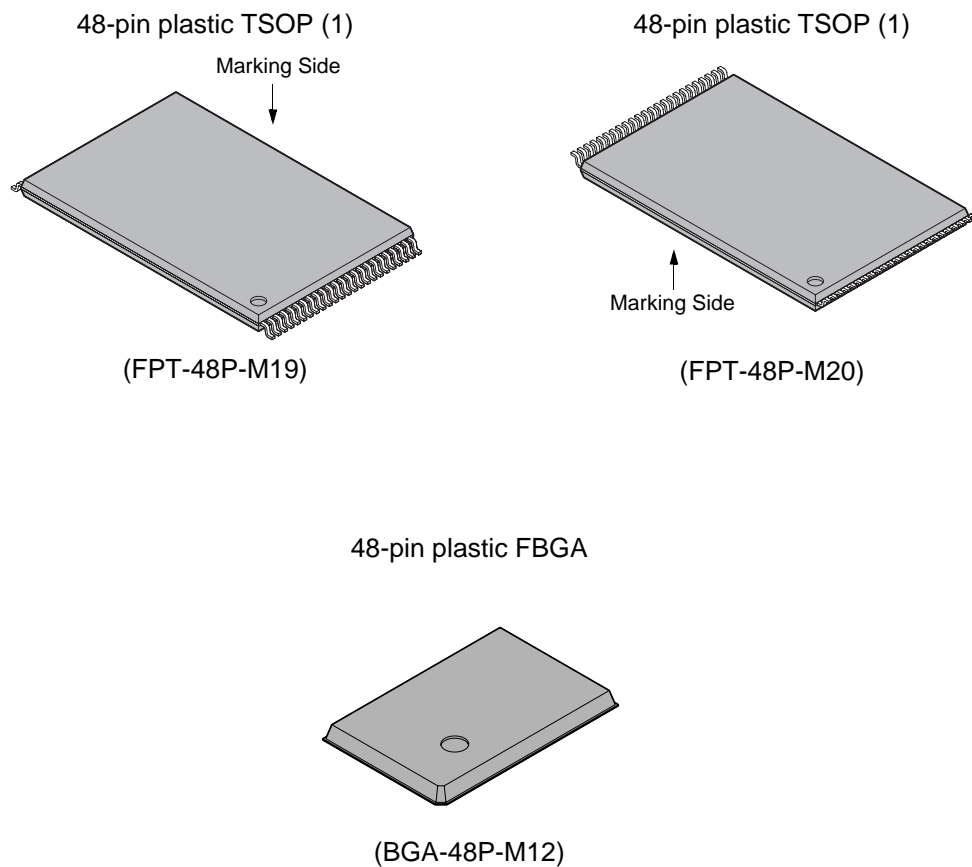 48-pin plastic TSOP (1)
Marking Side
(FPT-48P-M19)
48-pin plastic TSOP (1)
Marking Side
(FPT-48P-M20)
48-pin plastic FBGA
(BGA-48P-M12)